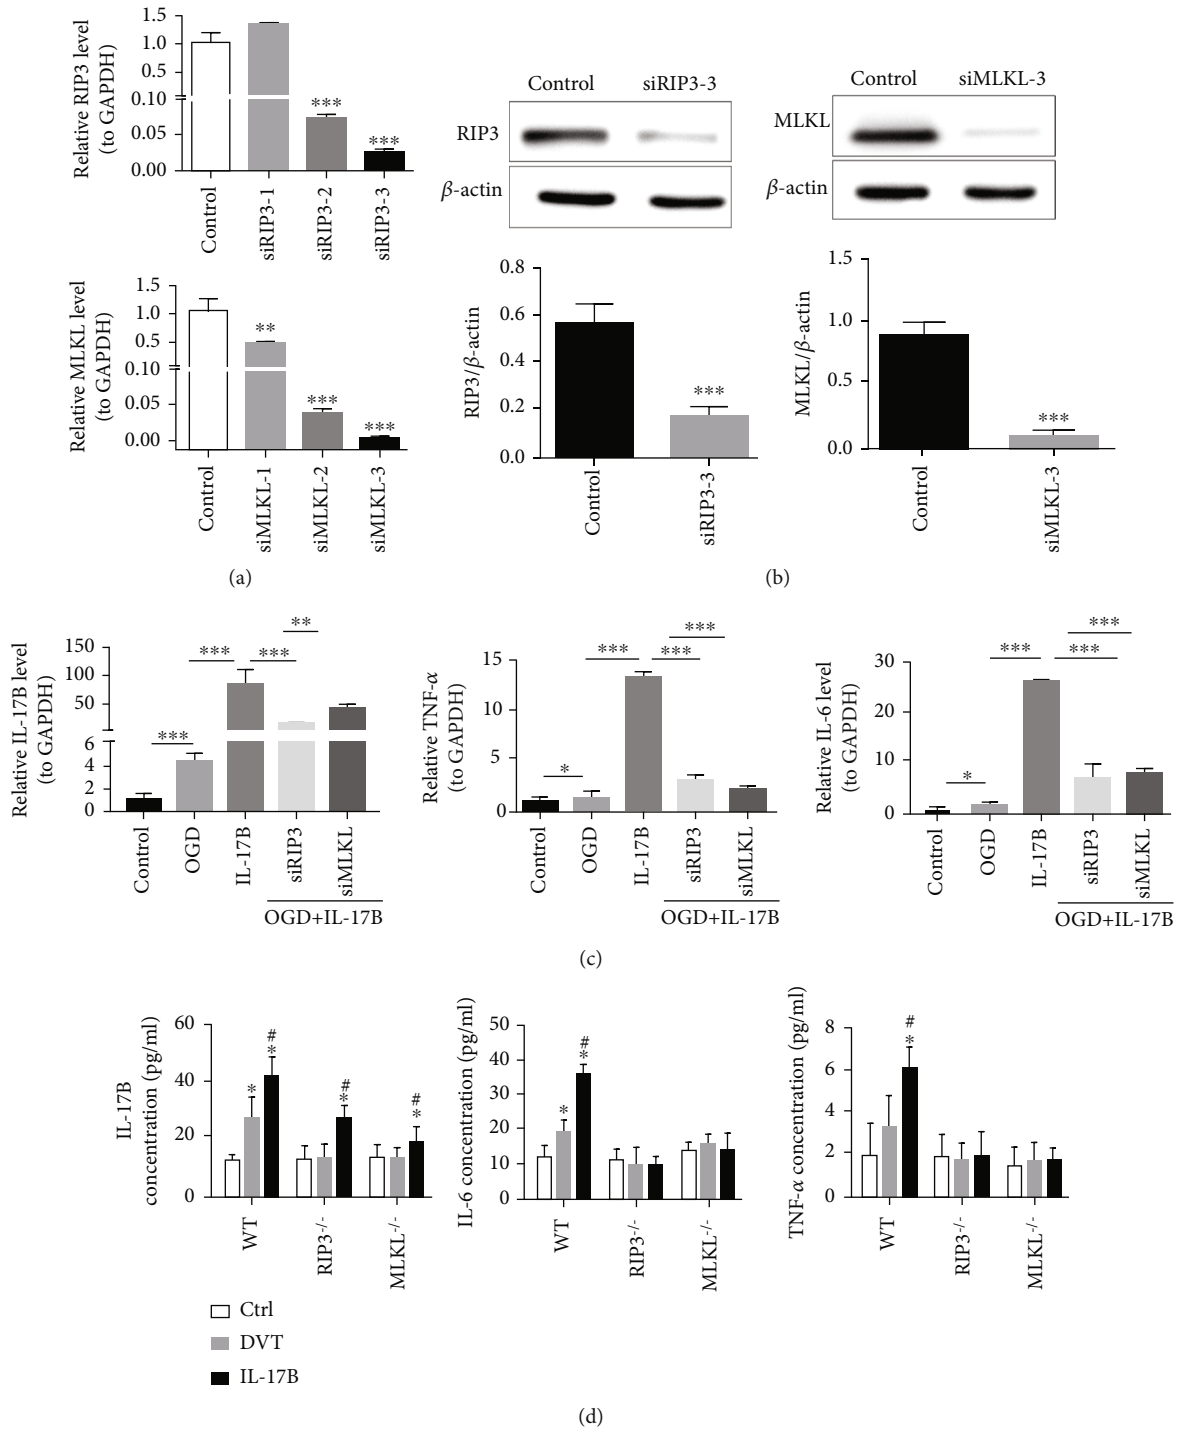 Relative RIP3 level
(to GAPDH)
1.5
1.0
0.5
0.10
0.05
0.00
***
***
Control
siRIP3-1
siRIP3-2
siRIP3-3
Relative MLKL level
(to GAPDH)
1.5
1.0
0.5
0.10
0.05
0.00
**
***
***
Control
siMLKL-1
siMLKL-2
siMLKL-3
(a)
Control siRIP3-3
RIP3
β-actin
Control siMLKL-3
MLKL
β-actin
RIP3/β-actin
0.8
0.6
0.4
0.2
0.0
***
Control
siRIP3-3
MLKL/β-actin
1.5
1.0
0.5
0.0
***
Control
siMLKL-3
(b)
Relative IL-17B level
(to GAPDH)
150
100
50
6
4
2
0
***
***
***
**
Control
OGD
IL-17B
siRIP3
siMLKL
OGD+IL-17B
Relative TNF-α
(to GAPDH)
15
10
5
0
*
***
***
***
Control
OGD
IL-17B
siRIP3
siMLKL
OGD+IL-17B
Relative IL-6 level
(to GAPDH)
30
20
10
0
*
***
***
***
Control
OGD
IL-17B
siRIP3
siMLKL
OGD+IL-17B
(c)
IL-17B
concentration (pg/ml)
60
40
20
0
*
#
*
#
*
#
*
WT
RIP3-/-
MLKL-/-
IL-6 concentration (pg/ml)
50
40
30
20
10
0
*
#
*
WT
RIP3-/-
MLKL-/-
TNF-α concentration (pg/ml)
8
6
4
2
0
#
*
WT
RIP3-/-
MLKL-/-
Ctrl
DVT
IL-17B
(d)